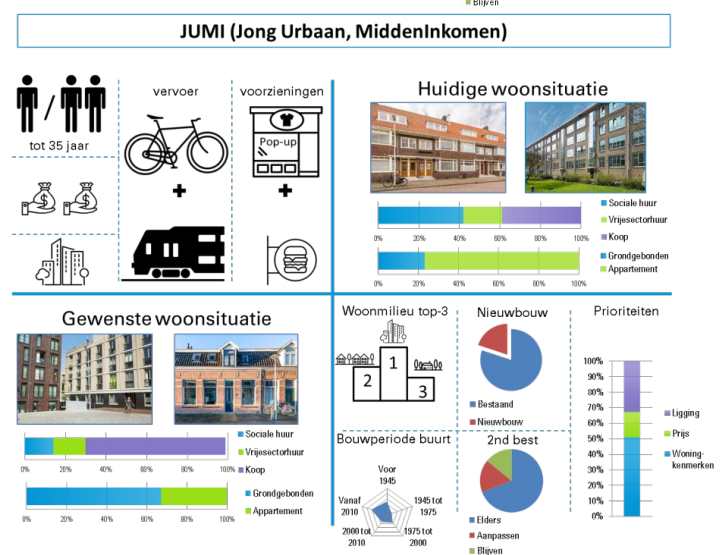 Blijven
JUMI (Jong Urbaan, MiddenInkomen)
tot 35 jaar
vervoer
voorzieningen
Pop-up
Huidige woonsituatie
Sociale huur
Vrijesectorhuur
Koop
0% 20% 40% 60% 80% 100%
Grondgebonden
Appartement
0% 20% 40% 60% 80% 100%
Gewenste woonsituatie
Sociale huur
Vrijesectorhuur
Koop
0% 20% 40% 60% 80% 100%
Grondgebonden
Appartement
0% 20% 40% 60% 80% 100%
Woonmilieu top-3
1
2
3
Nieuwbouw
Bestaand
Nieuwbouw
Bouwperiode buurt
Voor
1945
1945 tot
1975
1975 tot
2000
2000 tot
2010
Vanaf
2010
2nd best
Elders
Aanpassen
Blijven
Prioriteiten
100%
90%
80%
70%
60%
50%
40%
30%
20%
10%
0%
Ligging
Prijs
Woning-
kenmerken